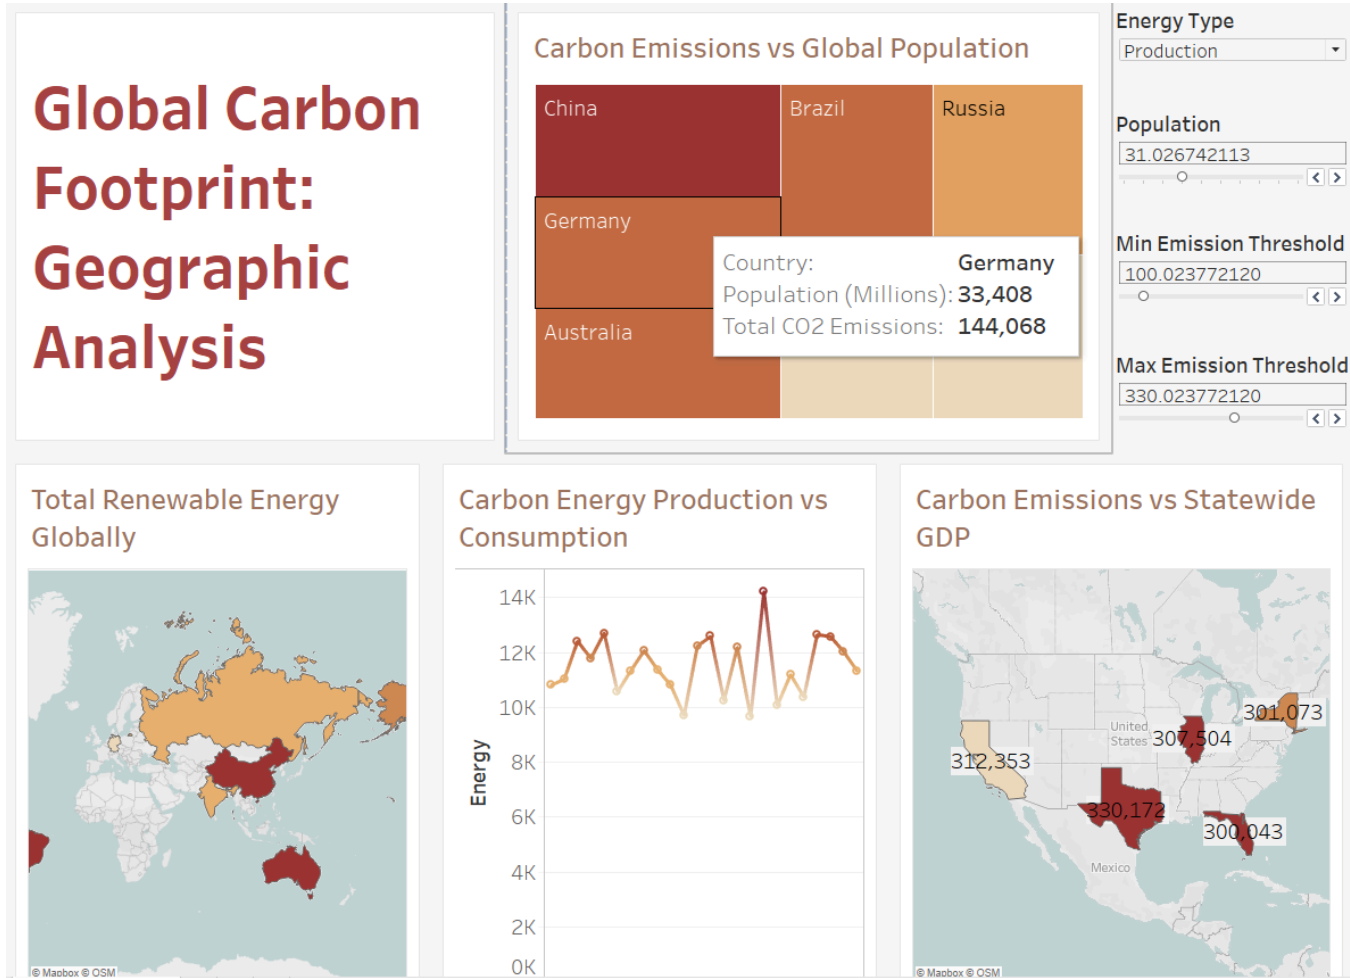 Global Carbon
Footprint:
Geographic
Analysis
Carbon Emissions vs Global Population
China
Brazil
Russia
Germany
Australia
Country: Germany
Population (Millions): 33,408
Total CO2 Emissions: 144,068
Energy Type
Production
Population
31.026742113
Min Emission Threshold
100.023772120
Max Emission Threshold
330.023772120
Total Renewable Energy
Globally
© Mapbox © OSM
Carbon Energy Production vs
Consumption
Energy
14K
12K
10K
8K
6K
4K
2K
0K
Carbon Emissions vs Statewide
GDP
301,073
United
States
307,504
312,353
330,172
300,043
Mexico
© Mapbox © OSM